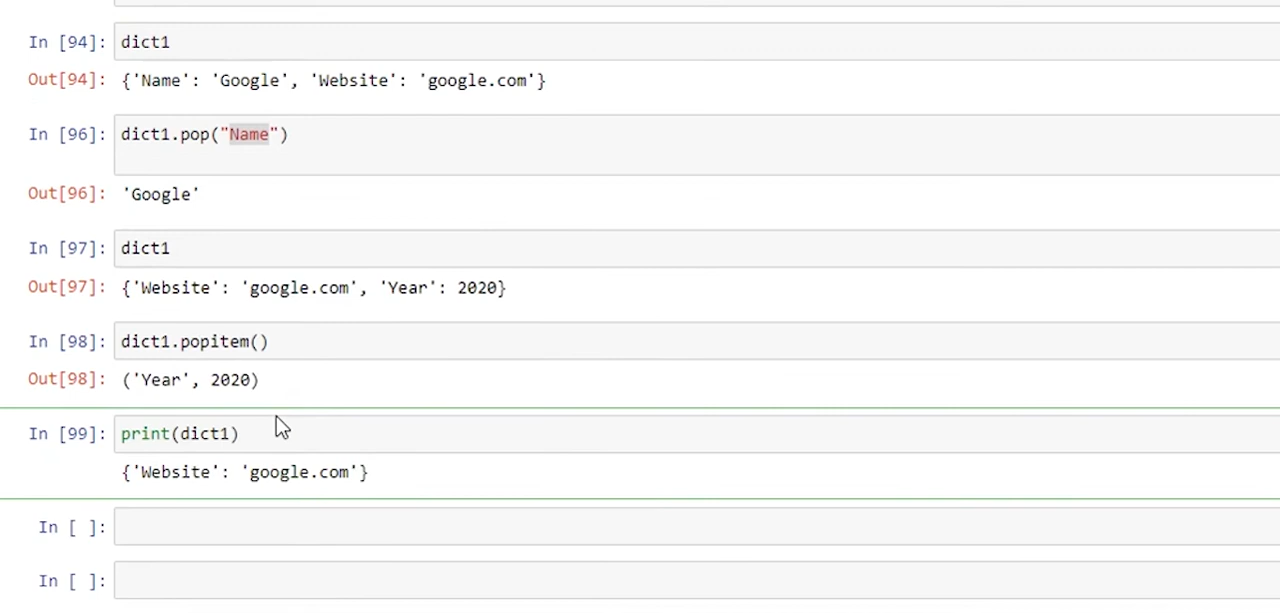 In [94]: dict1
Out[94]: {'Name': 'Google', 'Website': 'google.com'}
In [96]: dict1.pop("Name")
Out[96]: 'Google'
In [97]: dict1
Out[97]: {'Website': 'google.com', 'Year': 2020}
In [98]: dict1.popitem()
Out[98]: ('Year', 2020)
In [99]: print(dict1)
{'Website': 'google.com'}
In [ ]:
In [ ]: